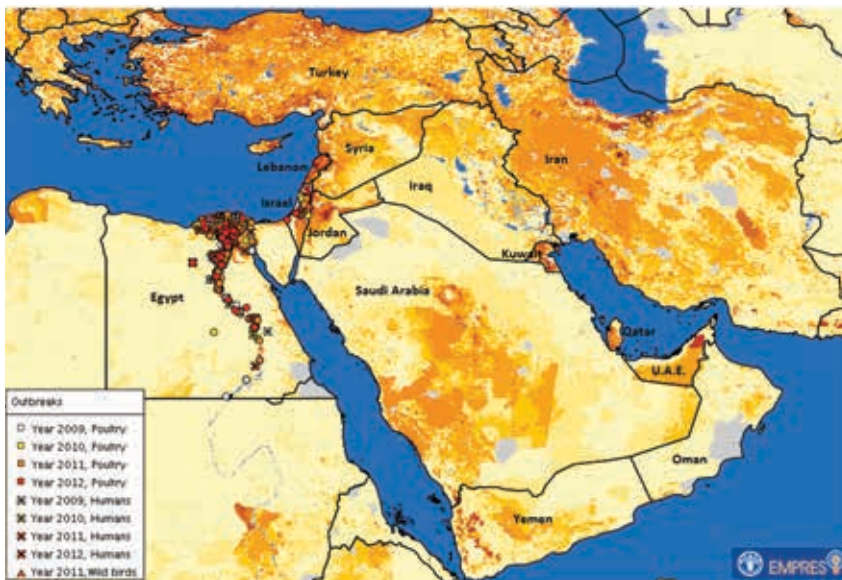 Turkey
Syria
Lebanon
Iran
Iraq
Israel
Jordan
Kuwait
Egypt
Saudi Arabia
Qatar
U.A.E.
Oman
Yemen
Outbreaks
Year 2009, Poultry
Year 2010, Poultry
Year 2011, Poultry
Year 2012, Poultry
Year 2009, Humans
Year 2010, Humans
Year 2011, Humans
Year 2012, Humans
Year 2011, Wild birds
EMPRES